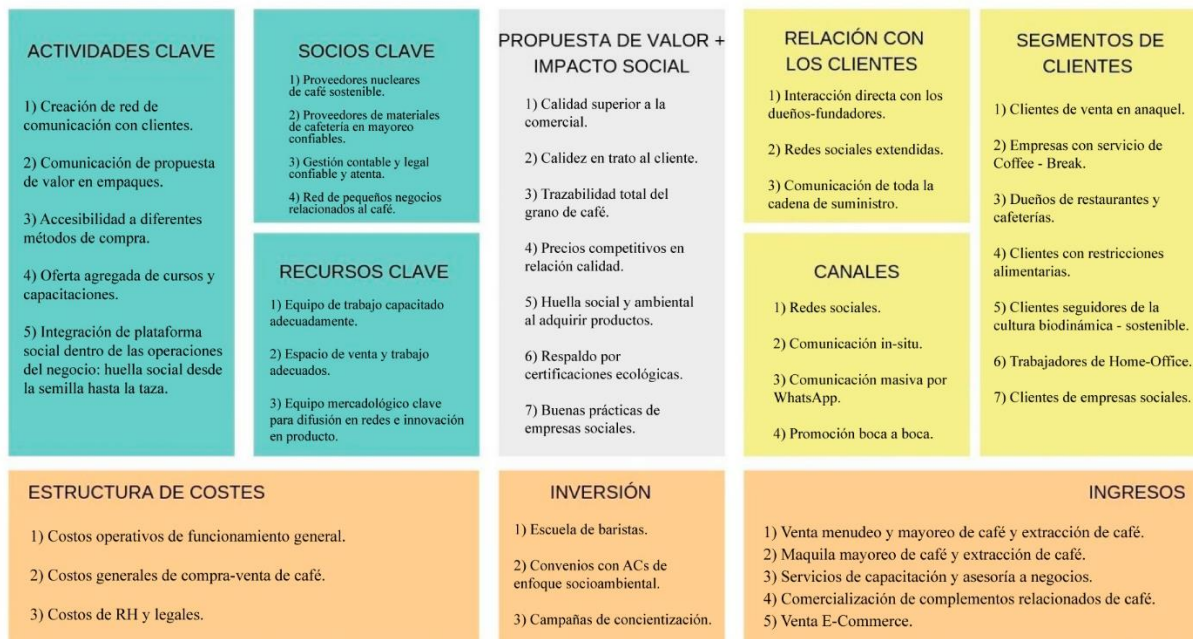 ACTIVIDADES CLAVE
1) Creación de red de
comunicación con clientes.
2) Comunicación de propuesta
de valor en empaques.
3) Accesibilidad a diferentes
métodos de compra.
4) Oferta agregada de cursos y
capacitaciones.
5) Integración de plataforma
social dentro de las operaciones
del negocio: huella social desde
la semilla hasta la taza.
SOCIOS CLAVE
1) Proveedores nucleares
de café sostenible.
2) Proveedores de materiales
de cafetería en mayoreo
confiables.
3) Gestión contable y legal
confiable y atenta.
4) Red de pequeños negocios
relacionados al café.
RECURSOS CLAVE
1) Equipo de trabajo capacitado
adecuadamente.
2) Espacio de venta y trabajo
adecuados.
3) Equipo mercadológico clave
para difusión en redes e innovación
en producto.
PROPUESTA DE VALOR +
IMPACTO SOCIAL
1) Calidad superior a la
comercial.
2) Calidez en trato al cliente.
3) Trazabilidad total del
grano de café.
4) Precios competitivos en
relación calidad.
5) Huella social y ambiental
al adquirir productos.
6) Respaldo por
certificaciones ecológicas.
7) Buenas prácticas de
empresas sociales.
RELACIÓN CON
LOS CLIENTES
1) Interacción directa con los
dueños-fundadores.
2) Redes sociales extendidas.
3) Comunicación de toda la
cadena de suministro.
CANALES
1) Redes sociales.
2) Comunicación in-situ.
3) Comunicación masiva por
WhatsApp.
4) Promoción boca a boca.
SEGMENTOS DE
CLIENTES
1) Clientes de venta en anaquel.
2) Empresas con servicio de
Coffee - Break.
3) Dueños de restaurantes y
cafeterías.
4) Clientes con restricciones
alimentarias.
5) Clientes seguidores de la
cultura biodinámica - sostenible.
6) Trabajadores de Home-Office.
7) Clientes de empresas sociales.
ESTRUCTURA DE COSTES
1) Costos operativos de funcionamiento general.
2) Costos generales de compra-venta de café.
3) Costos de RH y legales.
INVERSIÓN
1) Escuela de baristas.
2) Convenios con ACs de
enfoque socioambiental.
3) Campañas de concientización.
INGRESOS
1) Venta menudeo y mayoreo de café y extracción de café.
2) Maquila mayoreo de café y extracción de café.
3) Servicios de capacitación y asesoría a negocios.
4) Comercialización de complementos relacionados de café.
5) Venta E-Commerce.